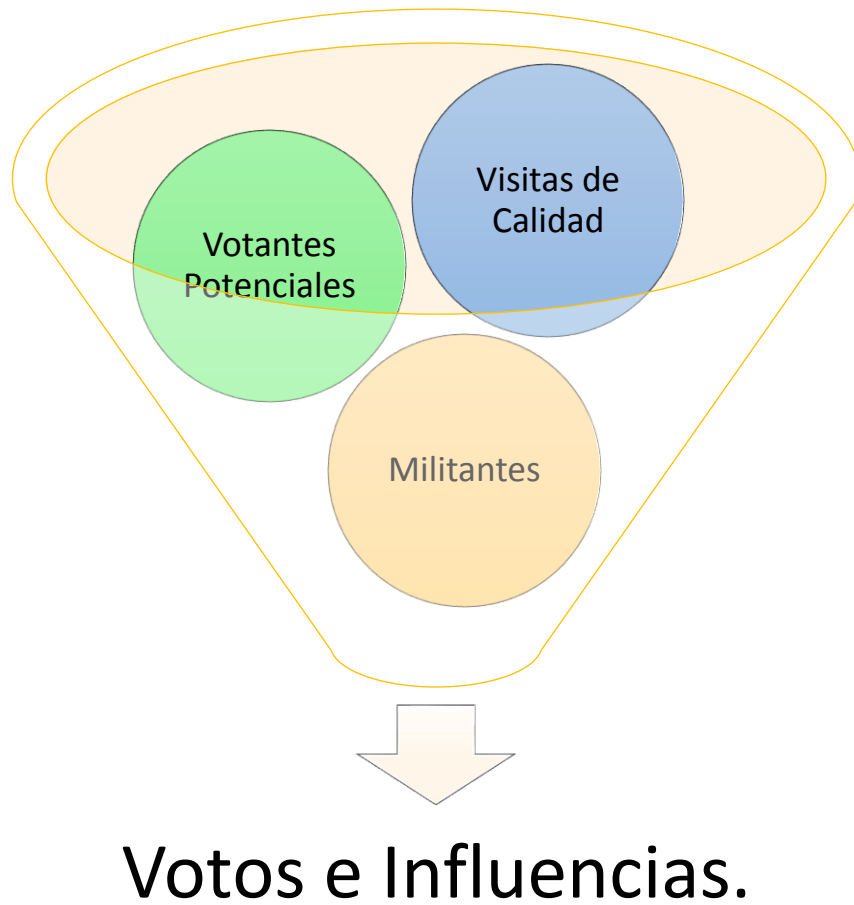 Visitas de
Calidad
Votantes
Potenciales
Militantes
Votos e Influencias.